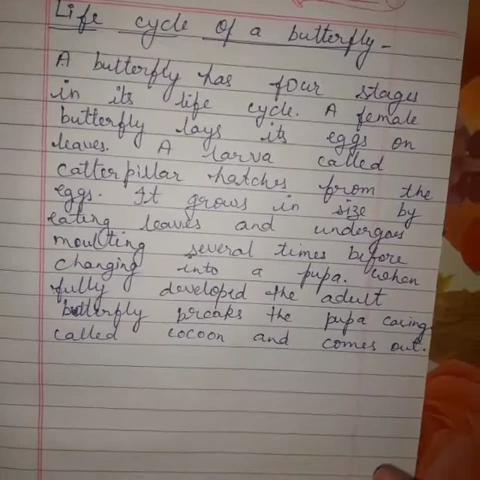 Life cycle of a butterfly -
A butterfly has four stages
in its life cycle. A female
butterfly lays its eggs on
leaves. A larva called
catterpillar hatches from the
eggs. It grows in size by
eating leaves and undergoes
moulting several times before
changing into a pupa. When
fully developed the adult
butterfly breaks the pupa casing
called cocoon and comes out.